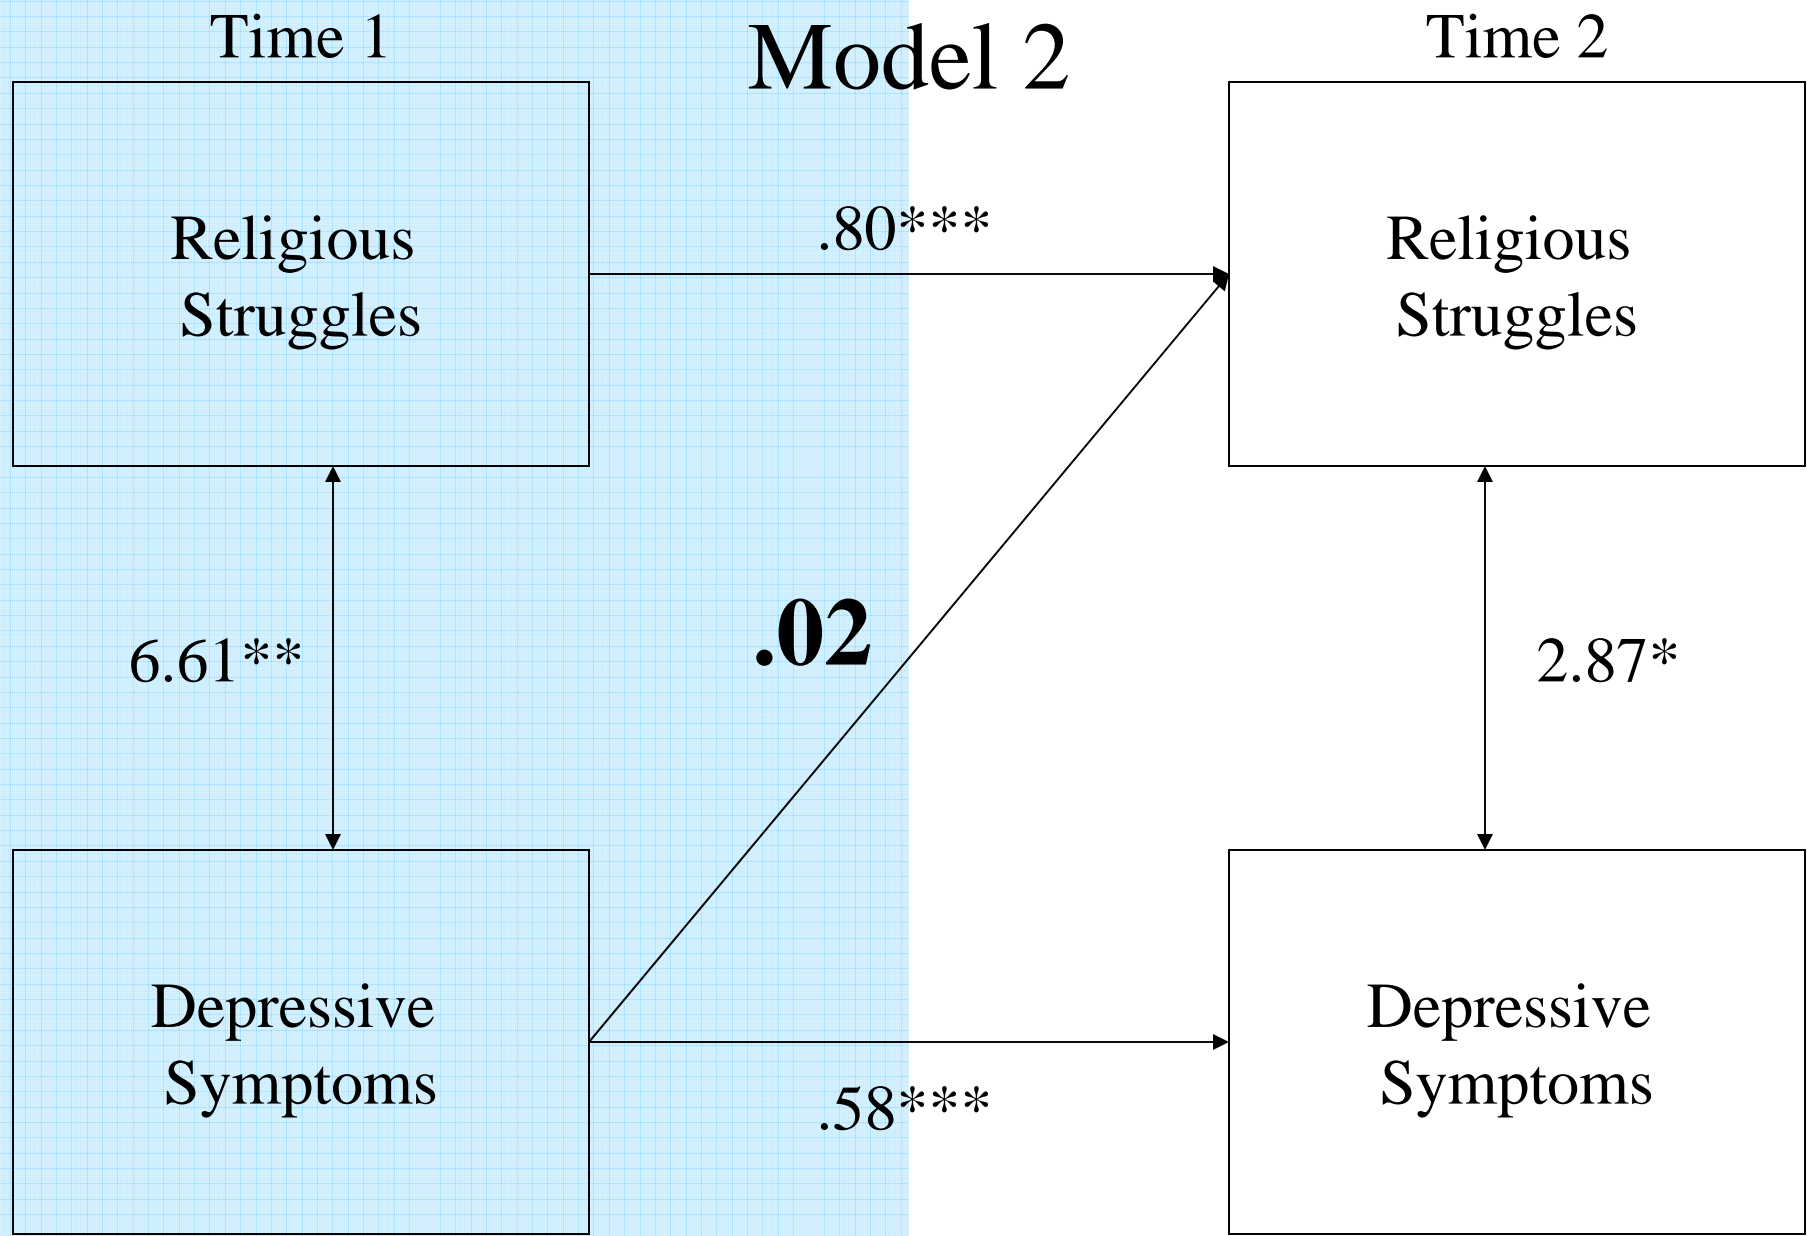 Time 1
Model 2
Time 2
Religious
Struggles
.80***
Religious
Struggles
6.61**
.02
2.87*
Depressive
Symptoms
.58***
Depressive
Symptoms